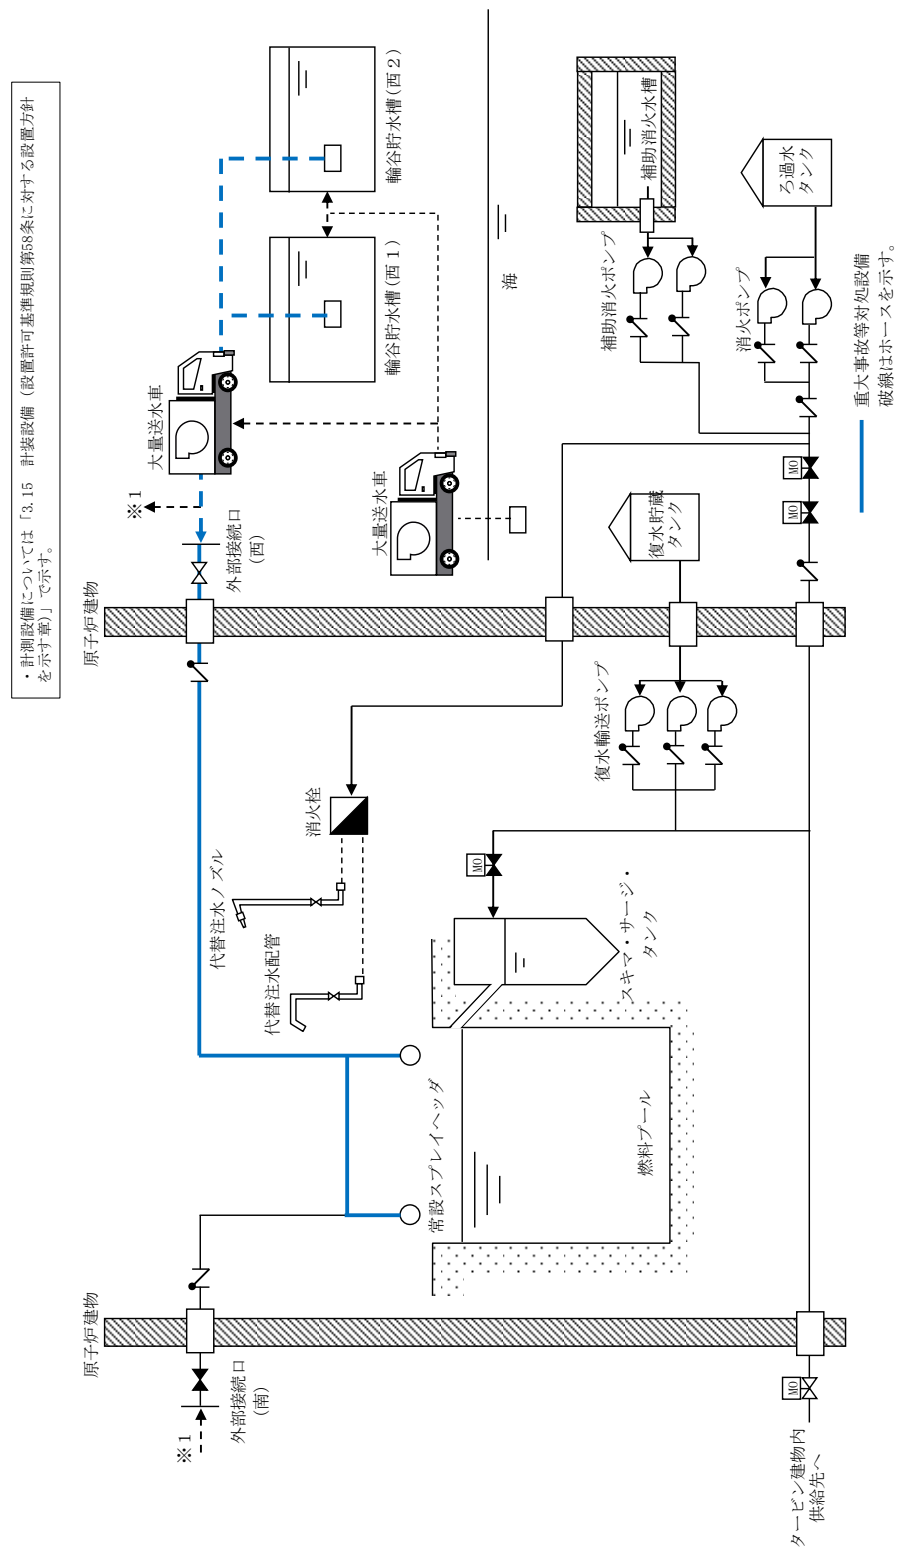 ・計測設備については「3.15　計装設備（設置許可基準規則第58条に対する設置方針
を示す章）」で示す。
原子炉建物
原子炉建物
※1
外部接続口
(南)
※1
外部接続口
(西)
大量送水車
輪谷貯水槽(西1)
輪谷貯水槽(西2)
大量送水車
海
代替注水ノズル
代替注水配管
消火栓
常設スプレイヘッダ
燃料プール
スキマ・サージ・
タンク
MO
復水輸送ポンプ
復水貯蔵
タンク
補助消火ポンプ
補助消火水槽
消火ポンプ
ろ過水
タンク
MO
MO
MO
タービン建物内
供給先へ
重大事故等対処設備
破線はホースを示す。